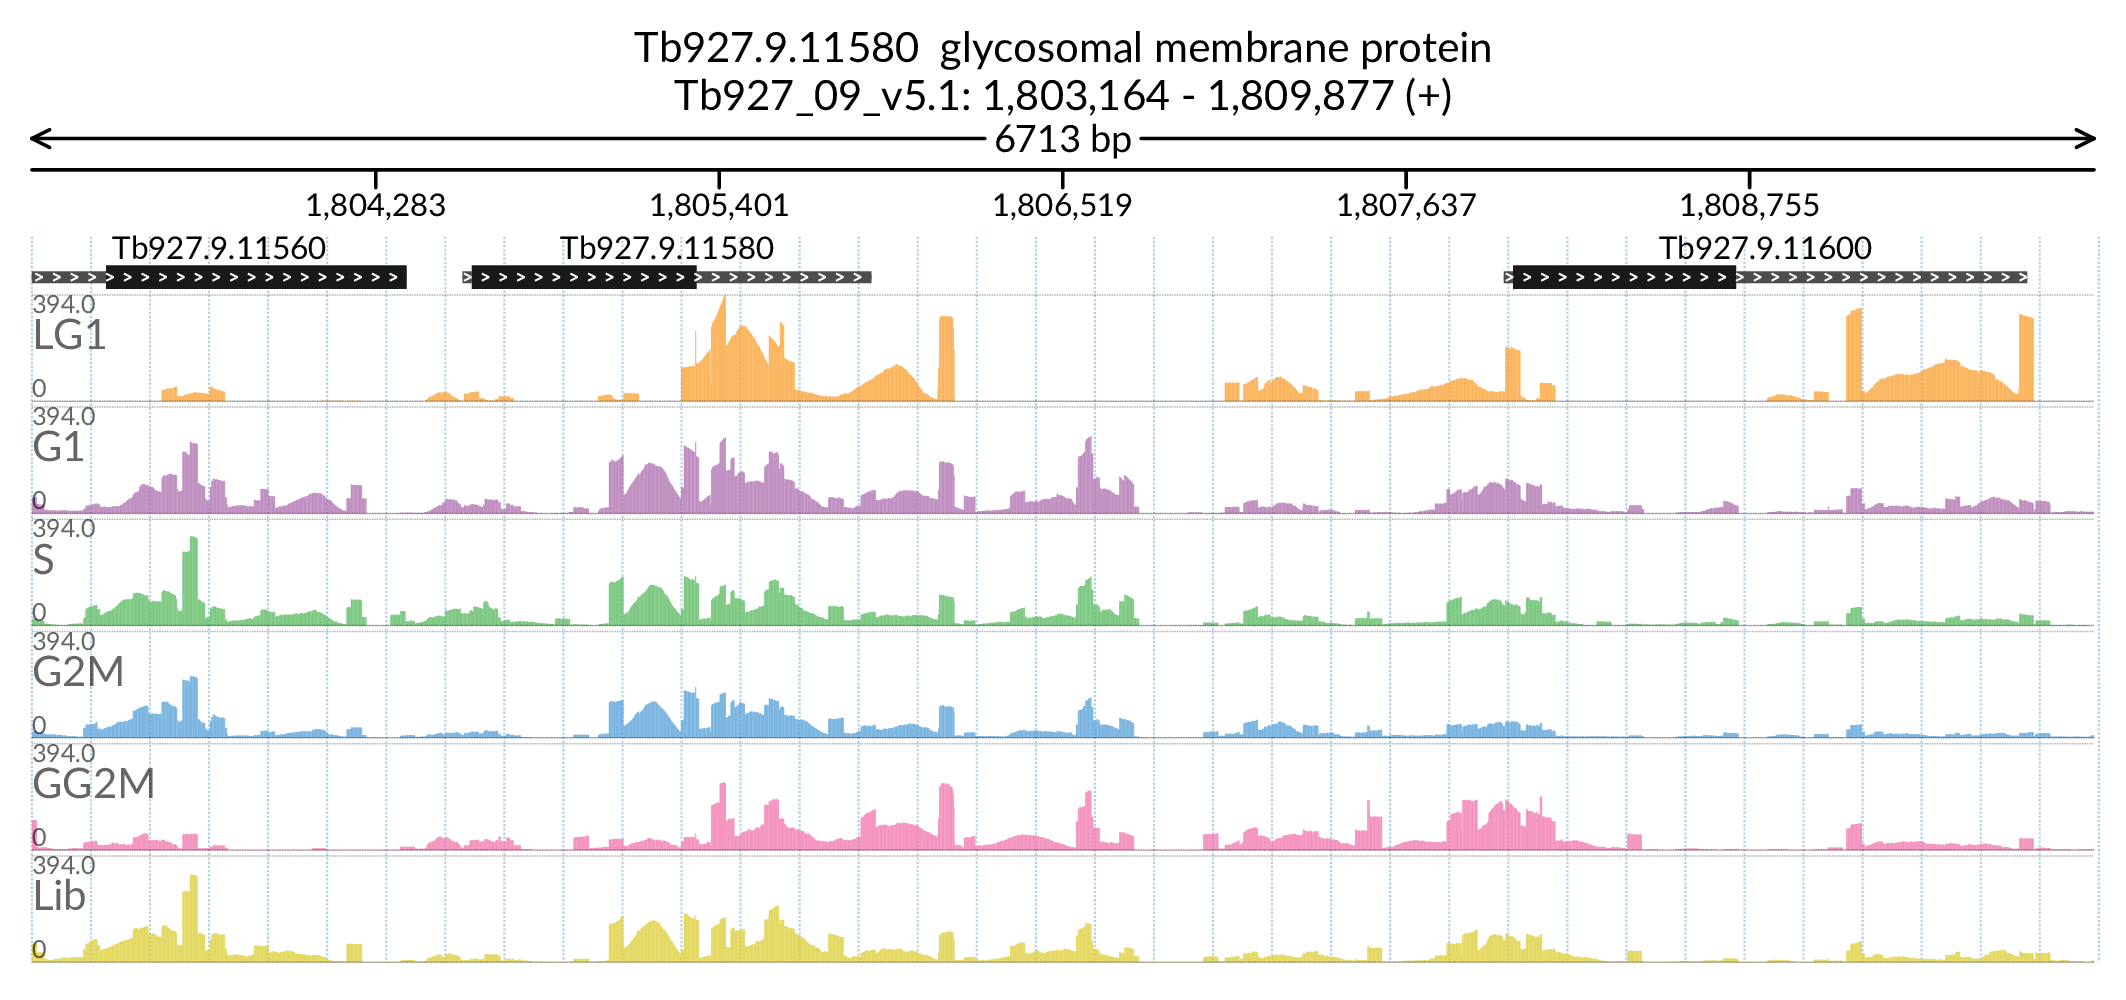 Tb927.9.11580 glycosomal membrane protein
Tb927_09_v5.1: 1,803,164 - 1,809,877 (+)
6713 bp
1,804,283 1,805,401 1,806,519 1,807,637 1,808,755
Tb927.9.11560 Tb927.9.11580 Tb927.9.11600
394.0
LG1
0
394.0
G1
0
394.0
S
0
394.0
G2M
0
394.0
GG2M
0
394.0
Lib
0